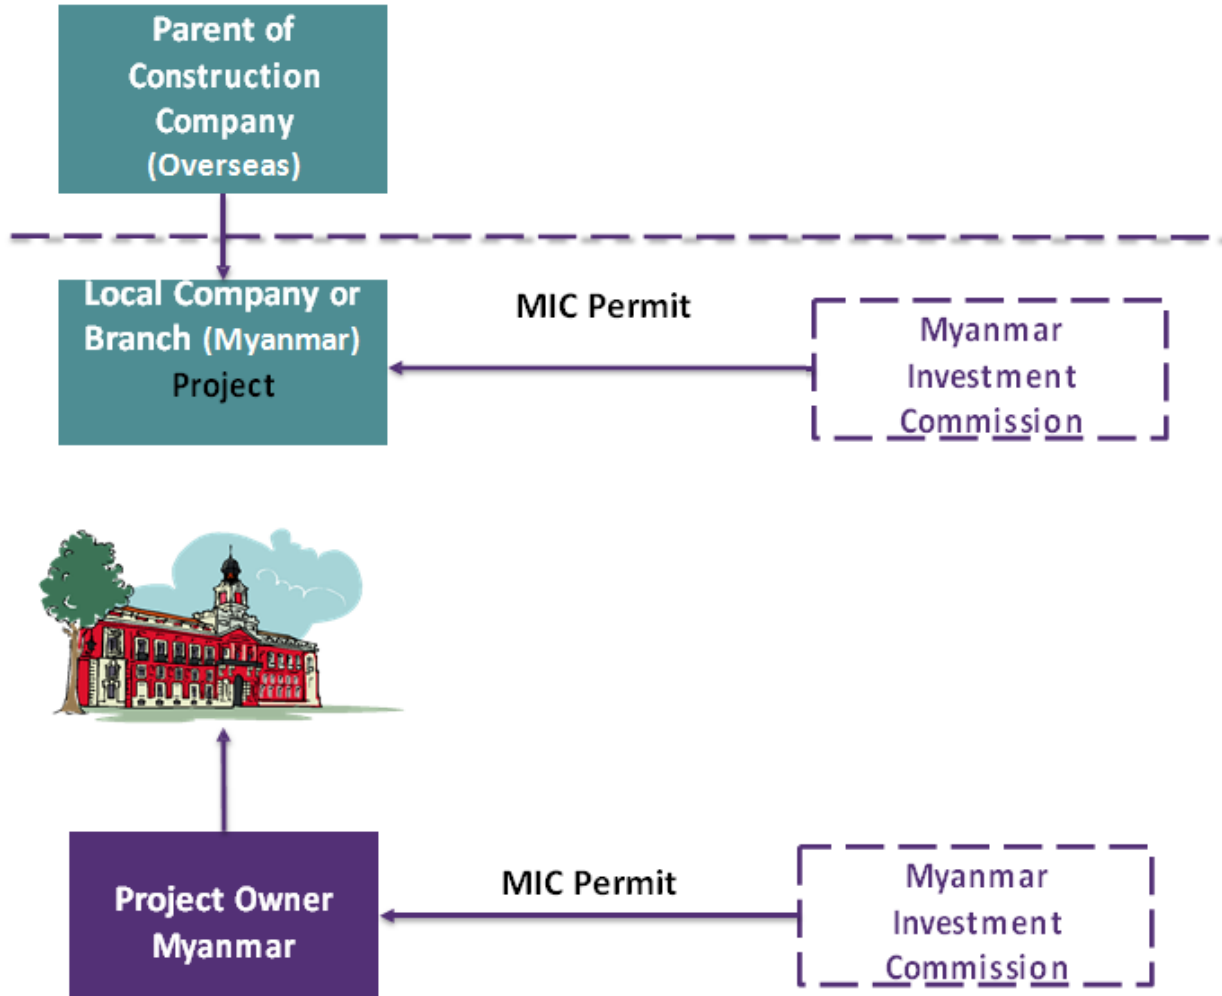 Parent of
Construction
Company
(Overseas)
Local Company or
Branch (Myanmar)
Project
MIC Permit
Myanmar
Investment
Commission
Project Owner
Myanmar
MIC Permit
Myanmar
Investment
Commission